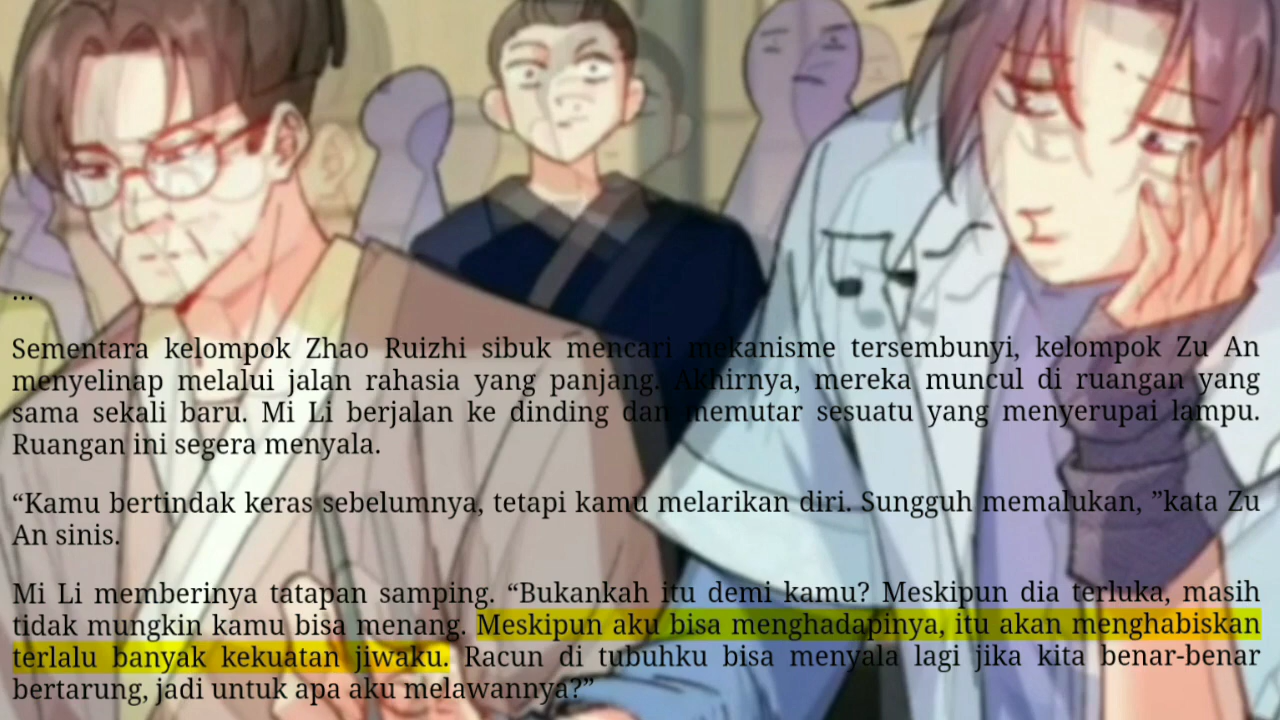 ...
Sementara kelompok Zhao Ruizhi sibuk mencari mekanisme tersembunyi, kelompok Zu An
menyelinap melalui jalan rahasia yang panjang. Akhirnya, mereka muncul di ruangan yang
sama sekali baru. Mi Li berjalan ke dinding dan memutar sesuatu yang menyerupai lampu.
Ruangan ini segera menyala.
“Kamu bertindak keras sebelumnya, tetapi kamu melarikan diri. Sungguh memalukan, ”kata Zu
An sinis.
Mi Li memberinya tatapan samping. “Bukankah itu demi kamu? Meskipun dia terluka, masih
tidak mungkin kamu bisa menang. Meskipun aku bisa menghadapinya, itu akan menghabiskan
terlalu banyak kekuatan jiwaku. Racun di tubuhku bisa menyala lagi jika kita benar-benar
bertarung, jadi untuk apa aku melawannya?”